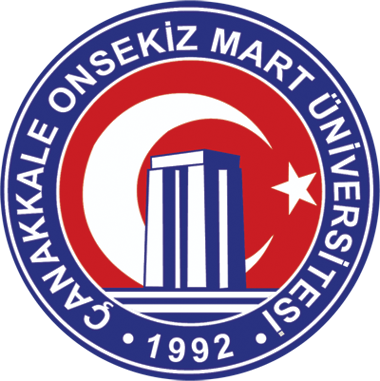 ÇANAKKALE ONSEKİZ MART ÜNİVERSİTESİ
• 1992 •